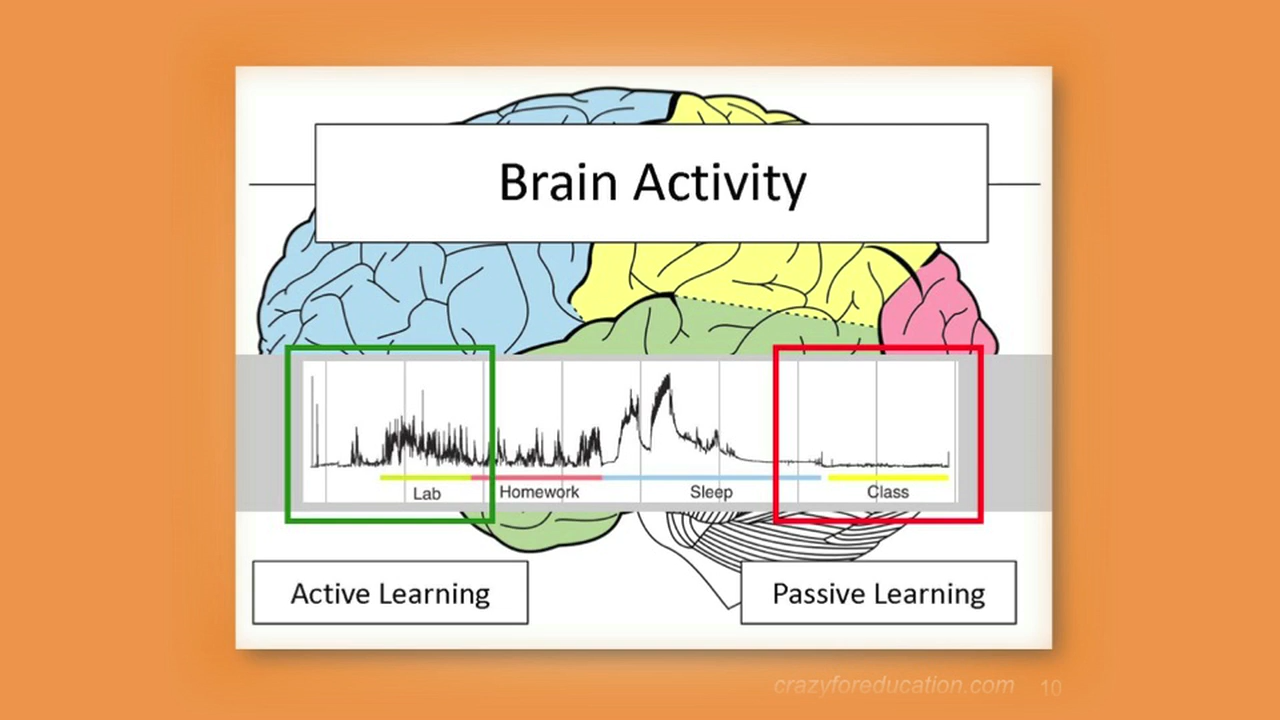 Brain Activity
Lab
Homework
Sleep
Class
Active Learning
Passive Learning
crazyforeducation.com
10